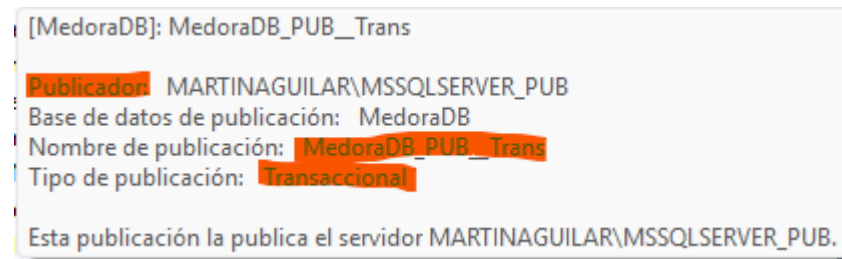 [MedoraDB]: MedoraDB_PUB__Trans
Publicador: MARTINAGUILAR\MSSQLSERVER_PUB
Base de datos de publicación: MedoraDB
Nombre de publicación: MedoraDB_PUB__Trans
Tipo de publicación: Transaccional
Esta publicación la publica el servidor MARTINAGUILAR\MSSQLSERVER_PUB.